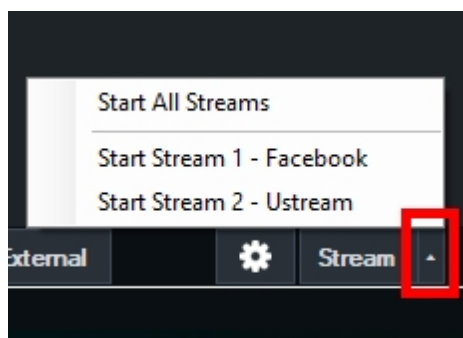 Start All Streams
Start Stream 1 - Facebook
Start Stream 2 - Ustream
External Stream